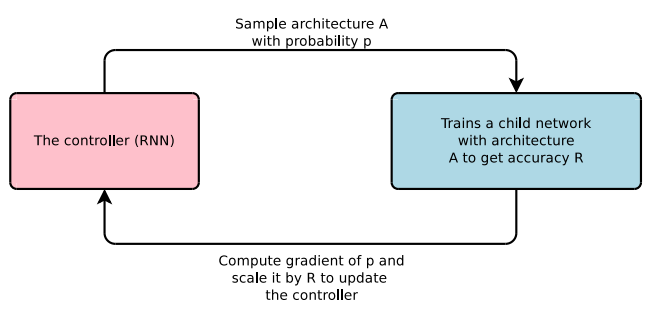 Sample architecture A
with probability p
The controller (RNN)
Trains a child network
with architecture
A to get accuracy R
Compute gradient of p and
scale it by R to update
the controller